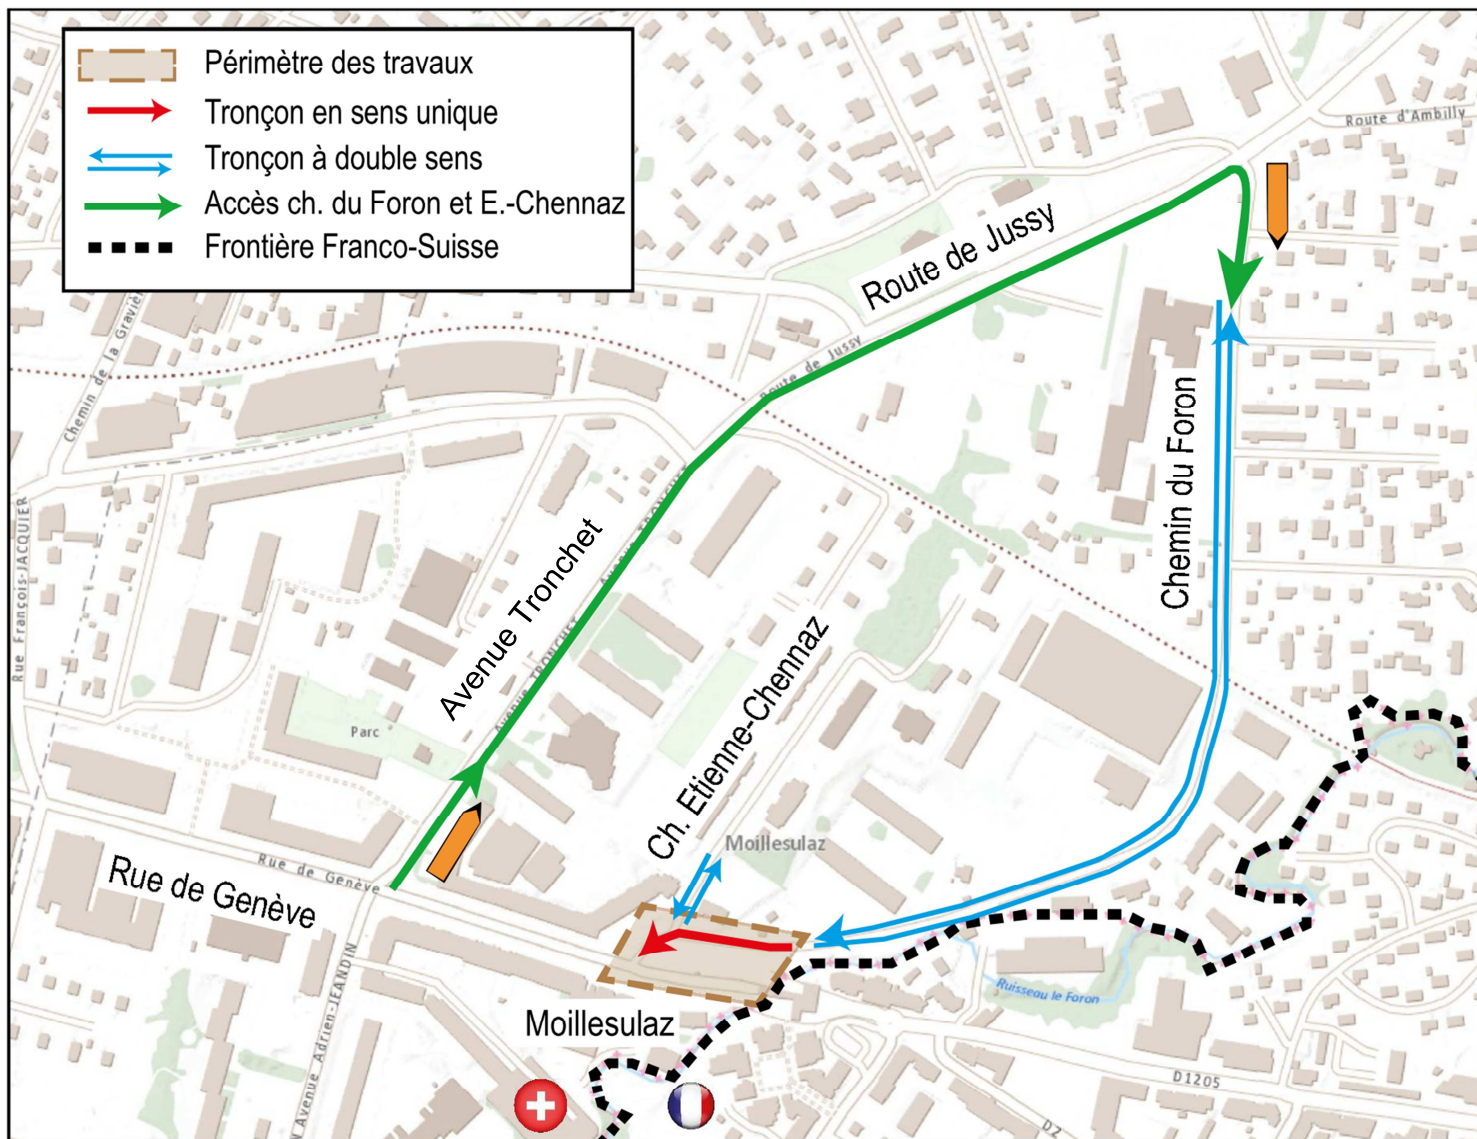 Périmètre des travaux
Tronçon en sens unique
Tronçon à double sens
Accès ch. du Foron et E.-Chennaz
Frontière Franco-Suisse
Route d'Ambilly
Route de Jussy
Chemin de la Gravière
Route de Jussy
Chemin du Foron
Rue François-JACQUIER
Avenue TRONCHET
Avenue Tronchet
Avenue TRONCHET
Parc
Ch. Etienne-Chennaz
Moillesulaz
Rue de Genève
Rue de Genève
Avenue Adrien-JEANDIN
Ruisseau le Foron
Moillesulaz
D1205
D2